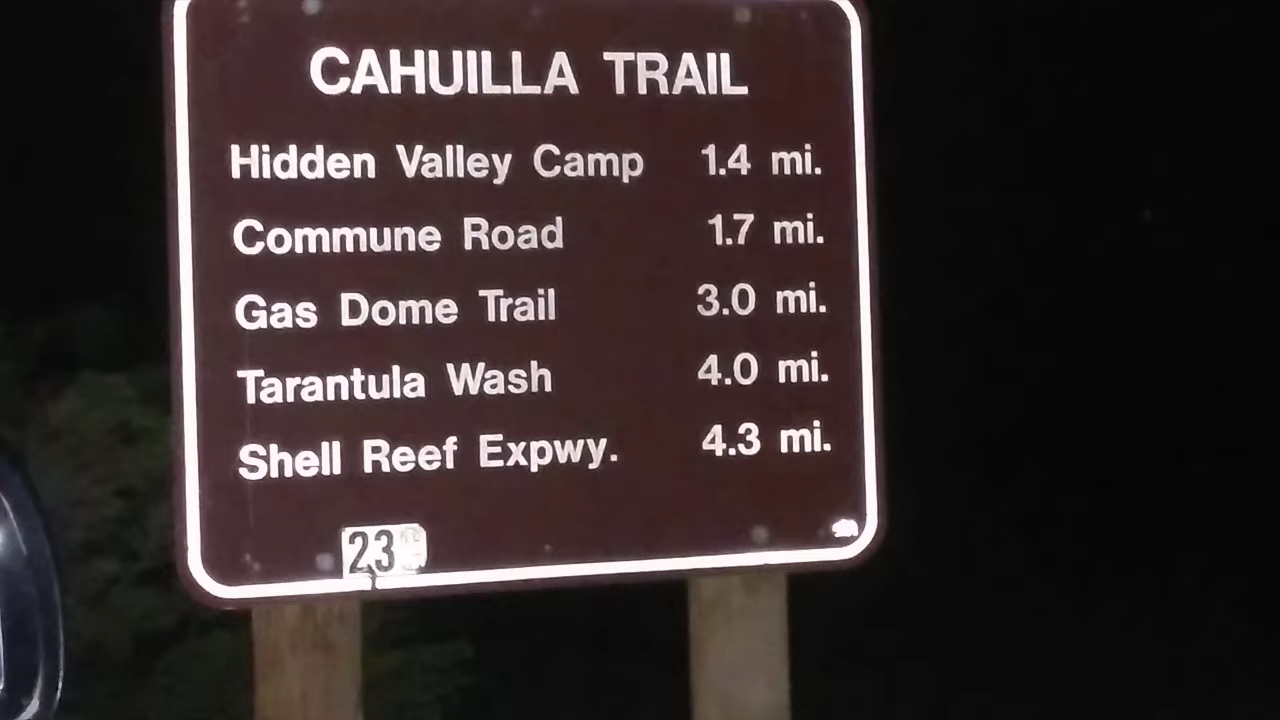 CAHUILLA TRAIL
Hidden Valley Camp 1.4 mi.
Commune Road 1.7 mi.
Gas Dome Trail 3.0 mi.
Tarantula Wash 4.0 mi.
Shell Reef Expwy. 4.3 mi.
23